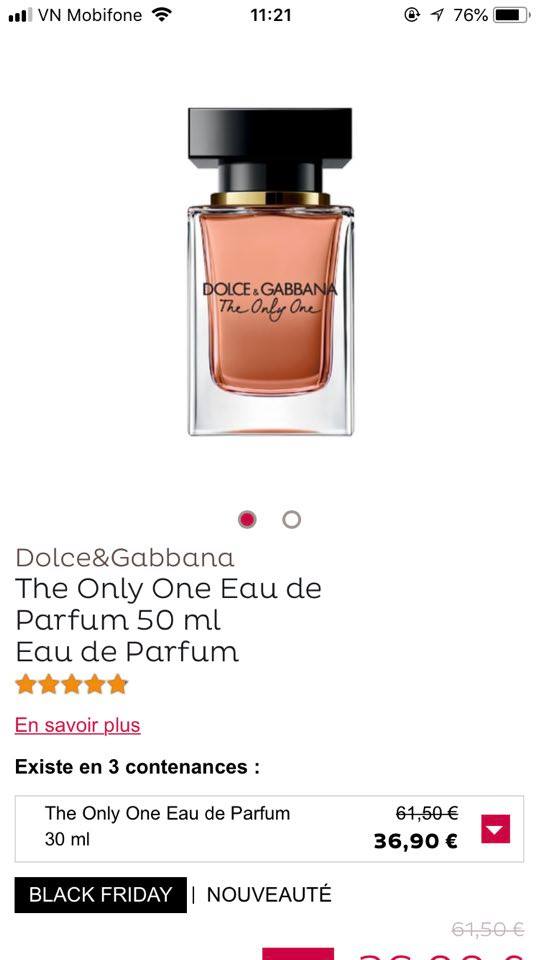 VN Mobifone 11:21 76%
DOLCE & GABBANA
The Only One
Dolce&Gabbana
The Only One Eau de
Parfum 50 ml
Eau de Parfum
En savoir plus
Existe en 3 contenances :
The Only One Eau de Parfum 61,50 €
30 ml 36,90 €
BLACK FRIDAY | NOUVEAUTÉ
61,50 €